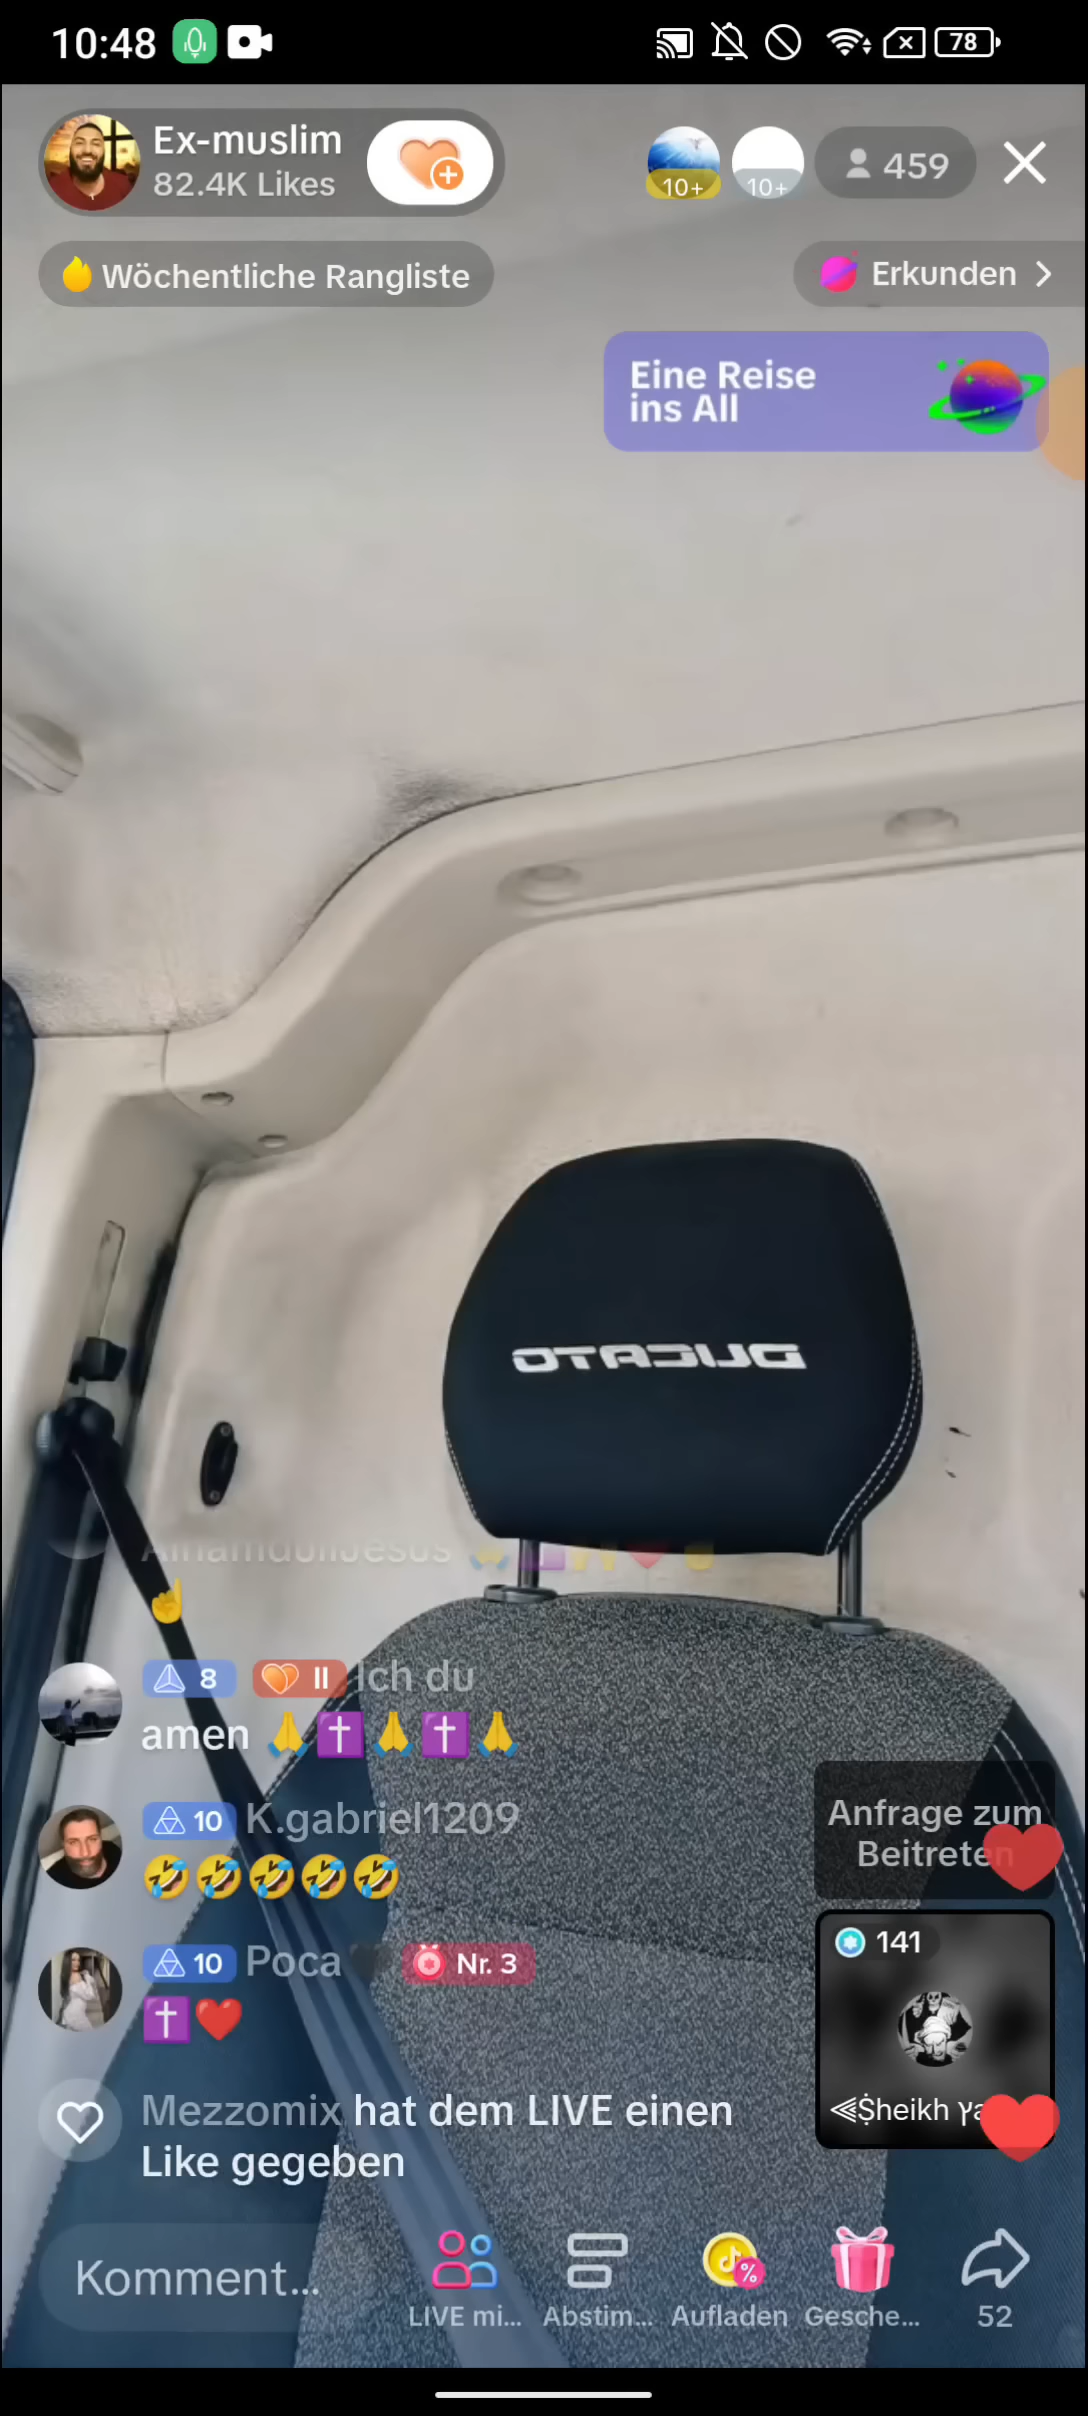 10:48
78
Ex-muslim
82.4K Likes
10+
10+
459
Wöchentliche Rangliste
Erkunden
Eine Reise
ins All
DUCATO
8 II Ich du
amen 🙏✝️🙏✝️🙏
10 K.gabriel1209
🤣🤣🤣🤣🤣
10 Poca Nr. 3
✝️❤️
Mezzomix hat dem LIVE einen
Like gegeben
Anfrage zum
Beitreten
141
Sheikh
Komment...
LIVE mi...
Abstim...
Aufladen
Gesche...
52